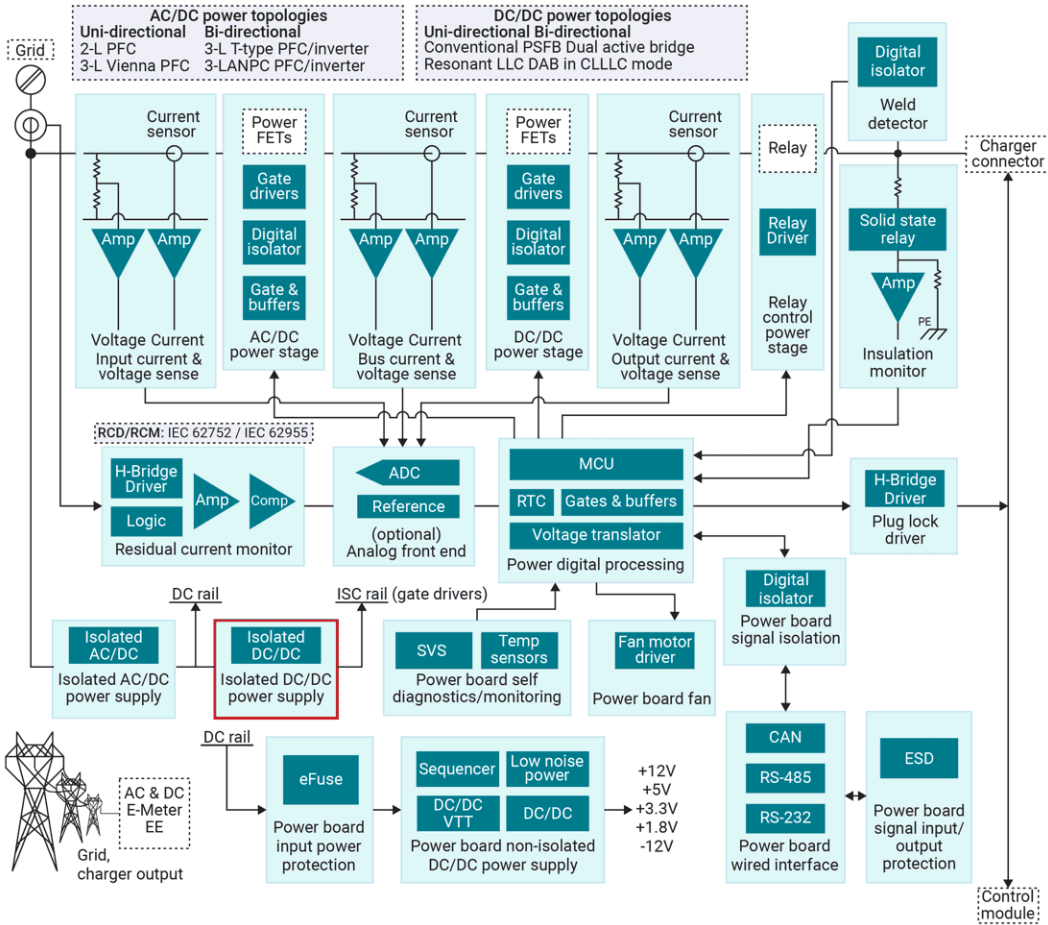 AC/DC power topologies
Uni-directional Bi-directional
2-L PFC 3-L T-type PFC/inverter
3-L Vienna PFC 3-LANPC PFC/inverter
DC/DC power topologies
Uni-directional Bi-directional
Conventional PSFB Dual active bridge
Resonant LLC DAB in CLLLC mode
Grid
Current
sensor
Amp
Amp
Voltage Current
Input current &
voltage sense
Power
FETs
Gate
drivers
Digital
isolator
Gate &
buffers
AC/DC
power stage
Current
sensor
Amp
Amp
Voltage Current
Bus current &
voltage sense
Power
FETs
Gate
drivers
Digital
isolator
Gate &
buffers
DC/DC
power stage
Current
sensor
Amp
Amp
Voltage Current
Output current &
voltage sense
Relay
Relay
Driver
Relay
control
power
stage
Digital
isolator
Weld
detector
Charger
connector
Solid state
relay
Amp
PE
Insulation
monitor
RCD/RCM: IEC 62752 / IEC 62955
H-Bridge
Driver
Logic
Amp
Comp
Residual current monitor
ADC
Reference
(optional)
Analog front end
MCU
RTC
Gates & buffers
Voltage translator
Power digital processing
H-Bridge
Driver
Plug lock
driver
DC rail
ISC rail (gate drivers)
Isolated
AC/DC
Isolated AC/DC
power supply
Isolated
DC/DC
Isolated DC/DC
power supply
SVS
Temp
sensors
Power board self
diagnostics/monitoring
Fan motor
driver
Power board fan
Digital
isolator
Power board
signal isolation
AC & DC
E-Meter
EE
Grid,
charger output
DC rail
eFuse
Power board
input power
protection
Sequencer
Low noise
power
DC/DC
VTT
DC/DC
Power board non-isolated
DC/DC power supply
+12V
+5V
+3.3V
+1.8V
-12V
CAN
RS-485
RS-232
Power board
wired interface
ESD
Power board
signal input/
output
protection
Control
module